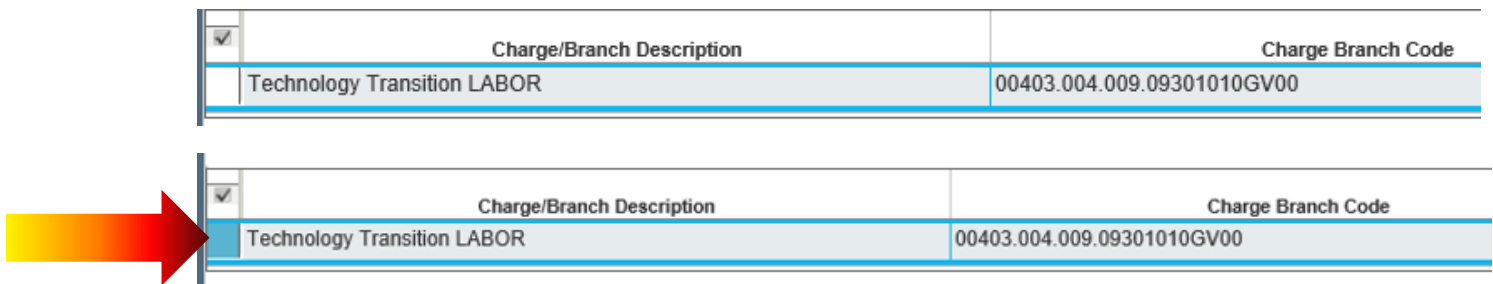 Charge/Branch Description Charge Branch Code
Technology Transition LABOR 00403.004.009.09301010GV00
Charge/Branch Description Charge Branch Code
Technology Transition LABOR 00403.004.009.09301010GV00